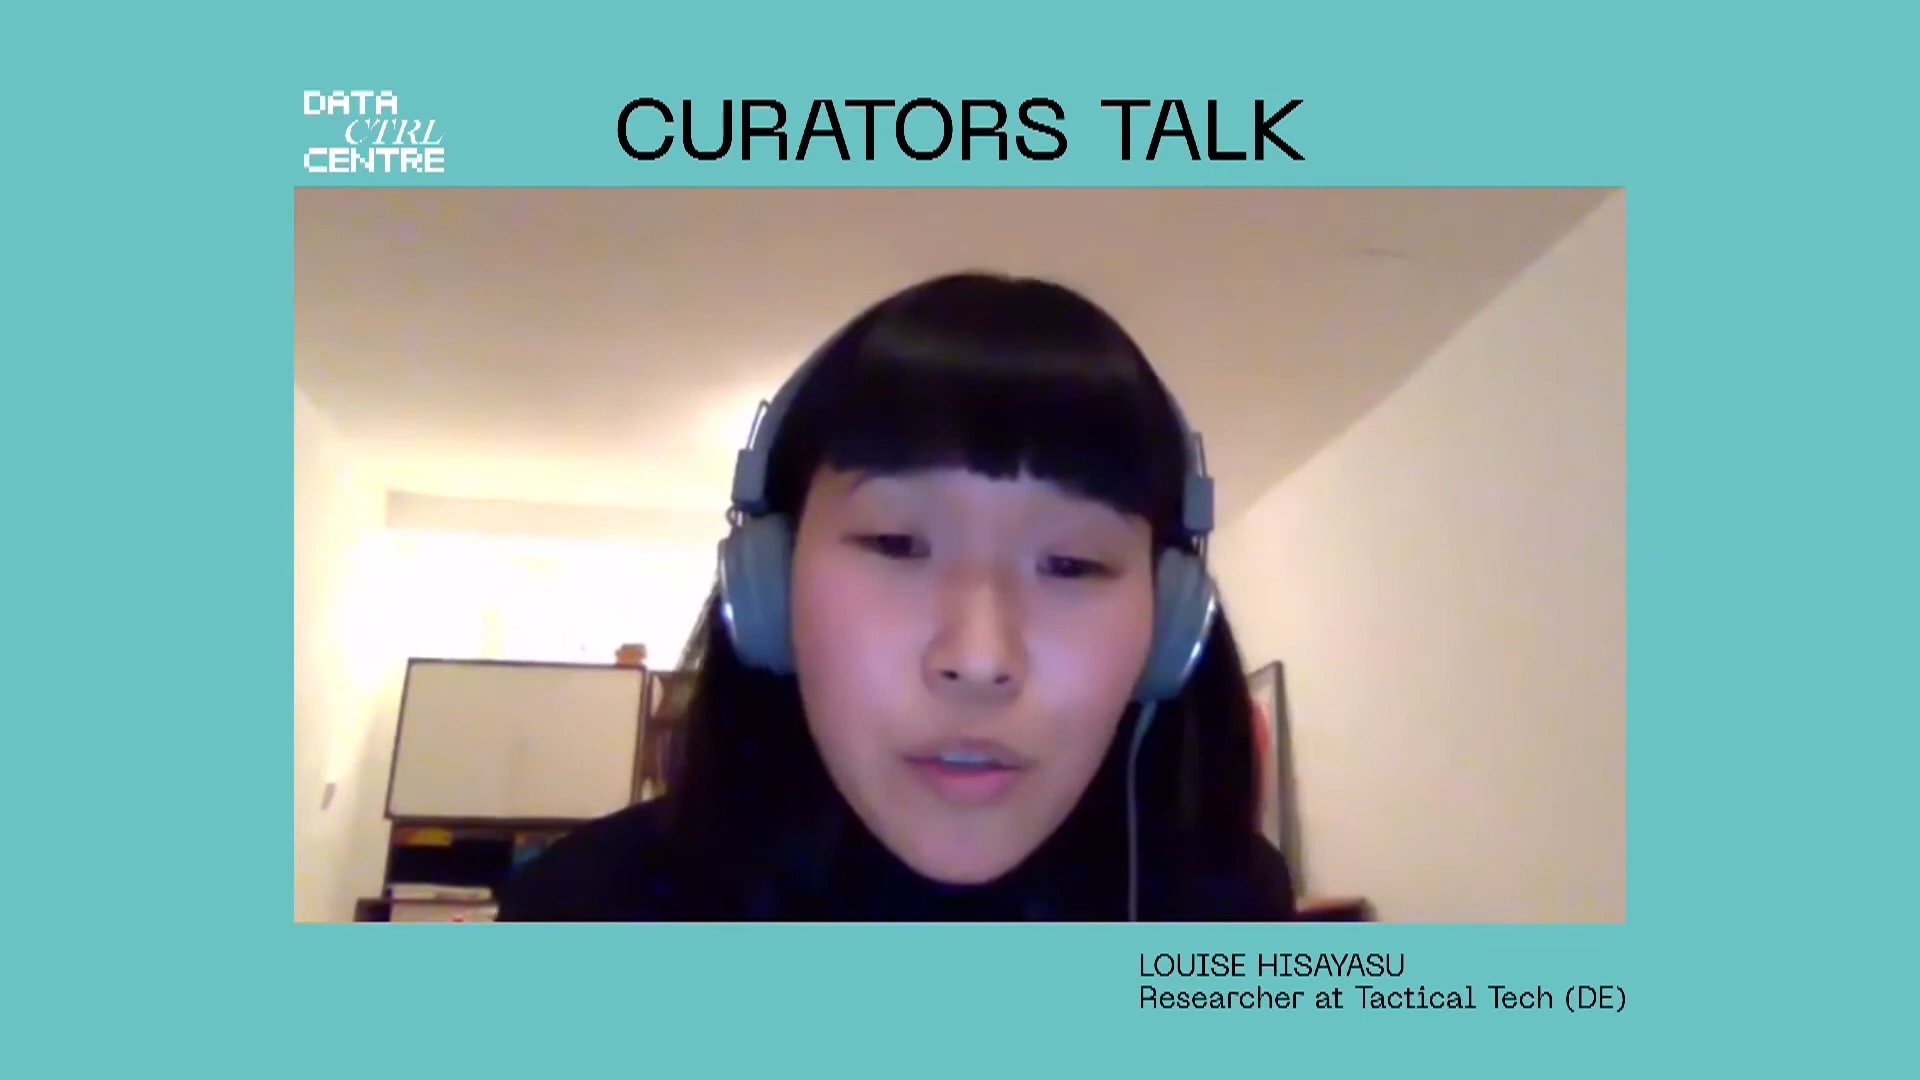 DATA
CTRL
CENTRE
CURATORS TALK
LOUISE HISAYASU
Researcher at Tactical Tech (DE)